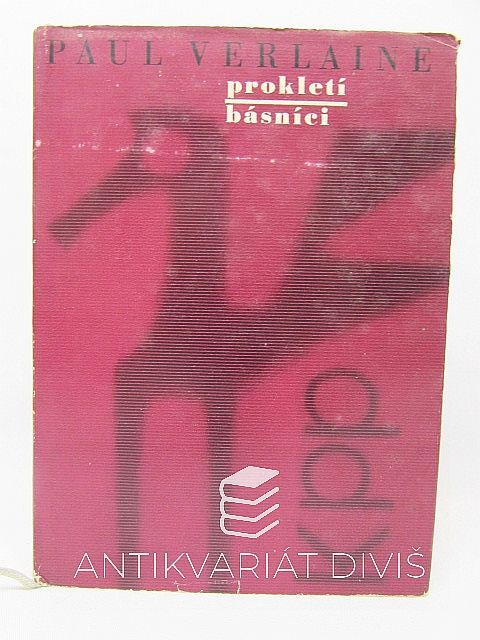 PAUL VERLAINE
prokletí
básníci
kpp
ANTIKVARIÁT DIVIŠ